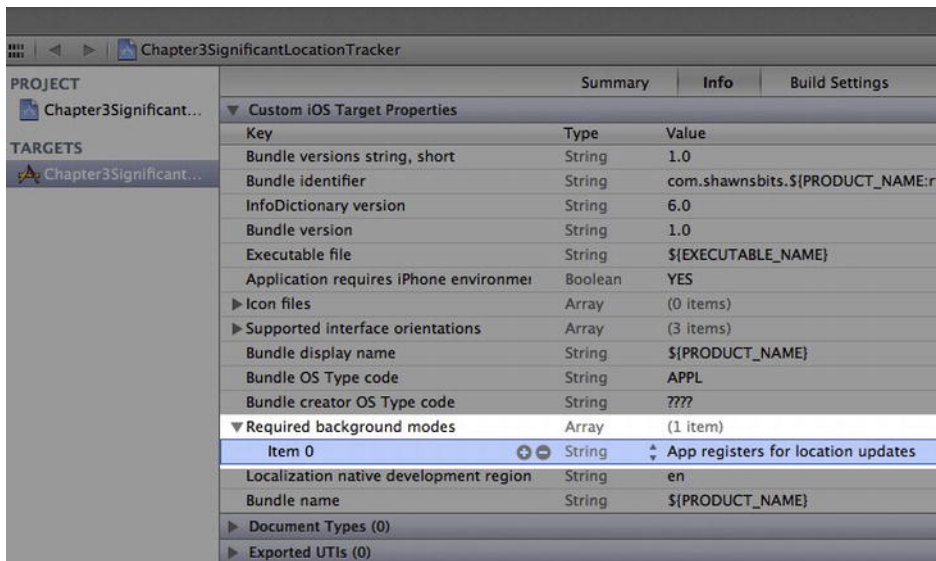 Chapter3SignificantLocationTracker
PROJECT
Chapter3Significant...
TARGETS
Chapter3Significant...
Summary Info Build Settings
Custom iOS Target Properties
Key Type Value
Bundle versions string, short String 1.0
Bundle identifier String com.shawnsbits.${PRODUCT_NAME:r
InfoDictionary version String 6.0
Bundle version String 1.0
Executable file String ${EXECUTABLE_NAME}
Application requires iPhone environmer Boolean YES
Icon files Array (0 items)
Supported interface orientations Array (3 items)
Bundle display name String ${PRODUCT_NAME}
Bundle OS Type code String APPL
Bundle creator OS Type code String ????
Required background modes Array (1 item)
Item 0 String App registers for location updates
Localization native development region String en
Bundle name String ${PRODUCT_NAME}
Document Types (0)
Exported UTIs (0)